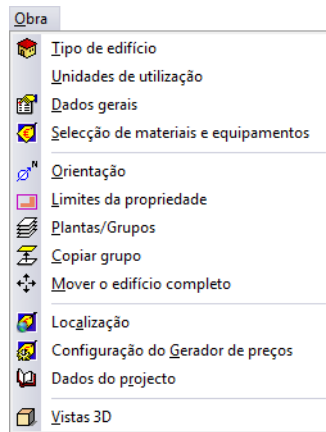 Obra
Tipo de edifício
Unidades de utilização
Dados gerais
Selecção de materiais e equipamentos
N
Orientação
Limites da propriedade
Plantas/Grupos
Copiar grupo
Mover o edifício completo
Localização
Configuração do Gerador de preços
Dados do projecto
Vistas 3D